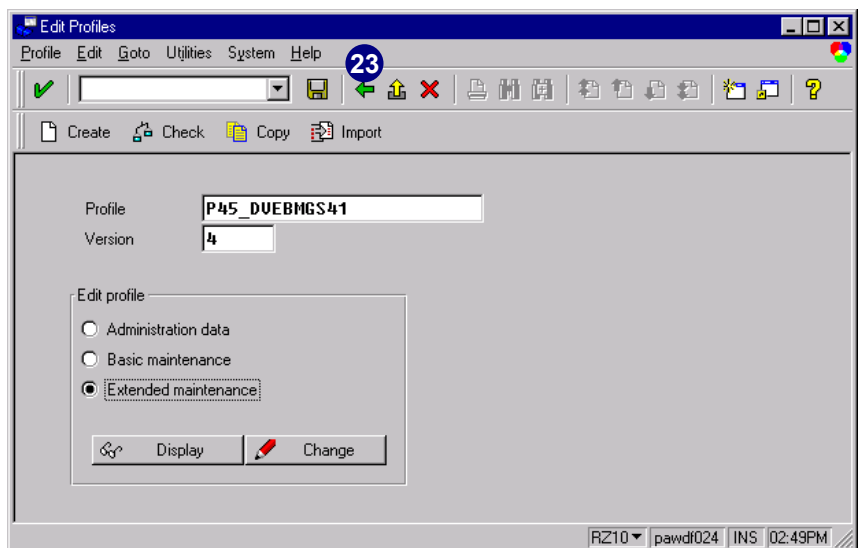 Edit Profiles
Profile Edit Goto Utilities System Help
23
Create Check Copy Import
Profile P45_DVEBMGS41
Version 4
Edit profile
Administration data
Basic maintenance
Extended maintenance
Display Change
RZ10 pawdf024 INS 02:49PM